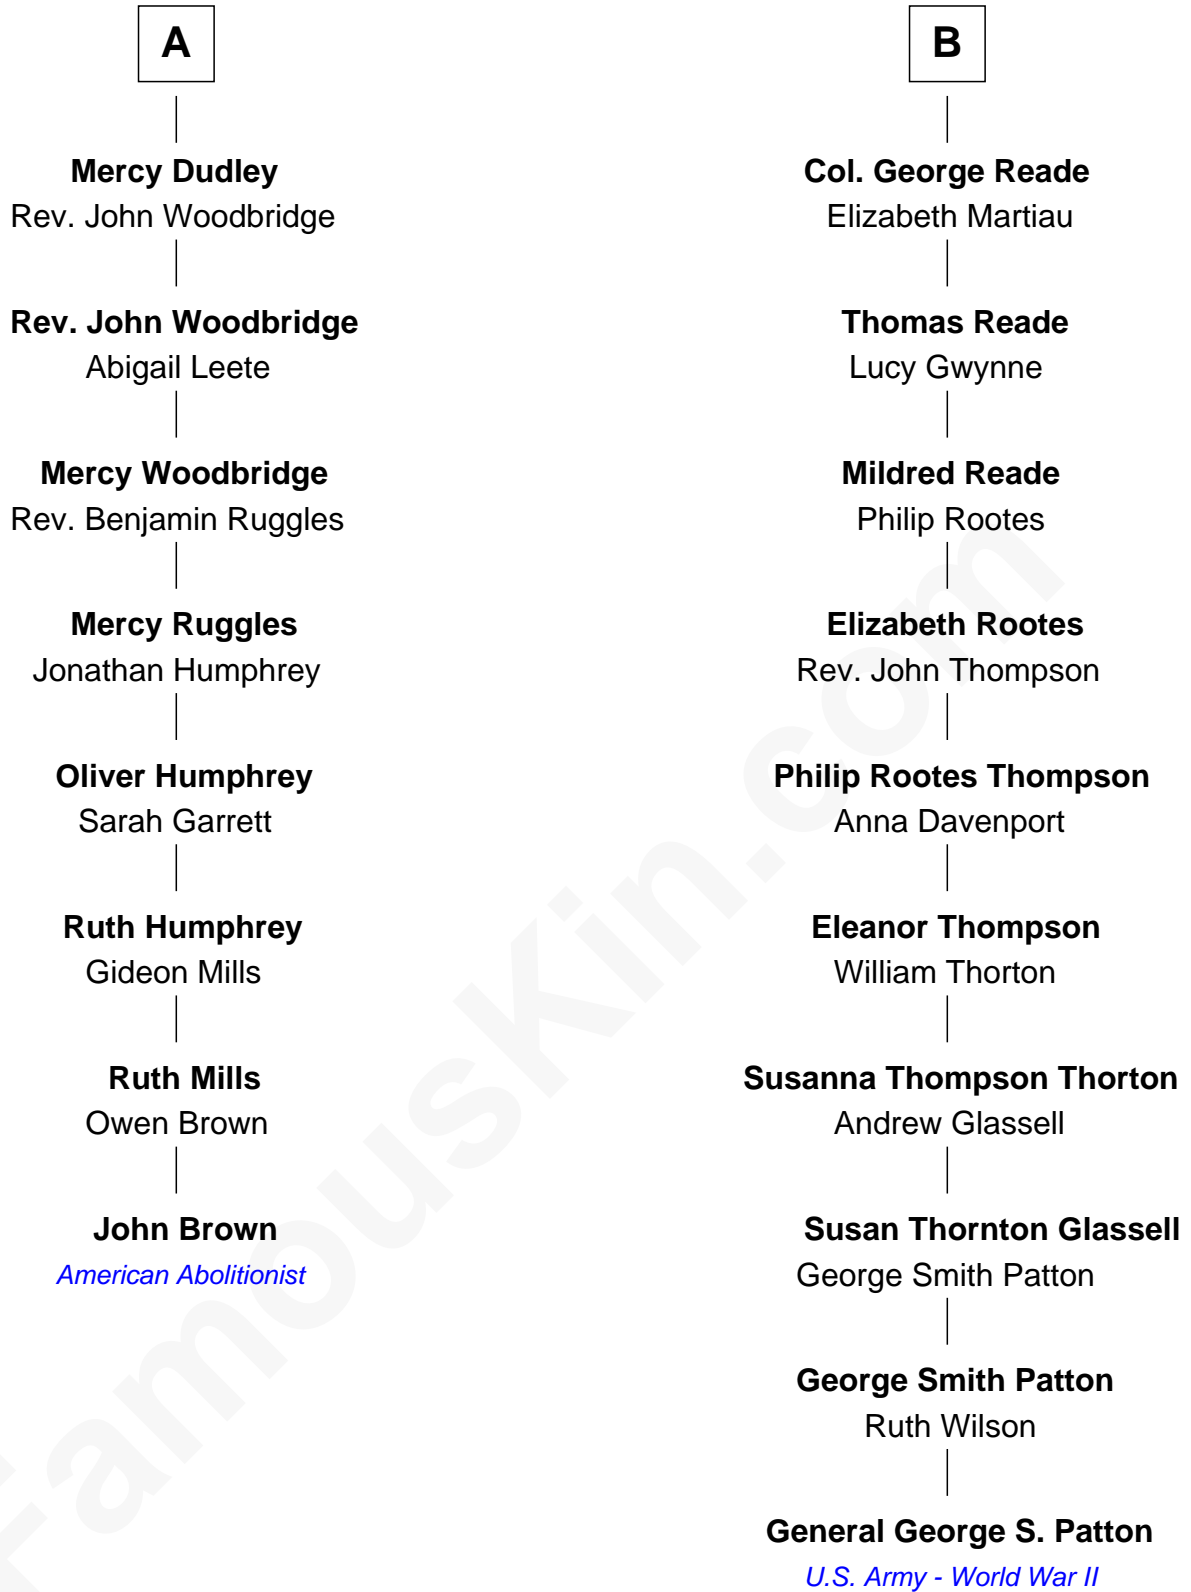 A
Mercy Dudley
Rev. John Woodbridge
Rev. John Woodbridge
Abigail Leete
Mercy Woodbridge
Rev. Benjamin Ruggles
Mercy Ruggles
Jonathan Humphrey
Oliver Humphrey
Sarah Garrett
Ruth Humphrey
Gideon Mills
Ruth Mills
Owen Brown
John Brown
American Abolitionist
B
Col. George Reade
Elizabeth Martiau
Thomas Reade
Lucy Gwynne
Mildred Reade
Philip Rootes
Elizabeth Rootes
Rev. John Thompson
Philip Rootes Thompson
Anna Davenport
Eleanor Thompson
William Thorton
Susanna Thompson Thorton
Andrew Glassell
Susan Thornton Glassell
George Smith Patton
George Smith Patton
Ruth Wilson
General George S. Patton
U.S. Army - World War II
FamousKin.com